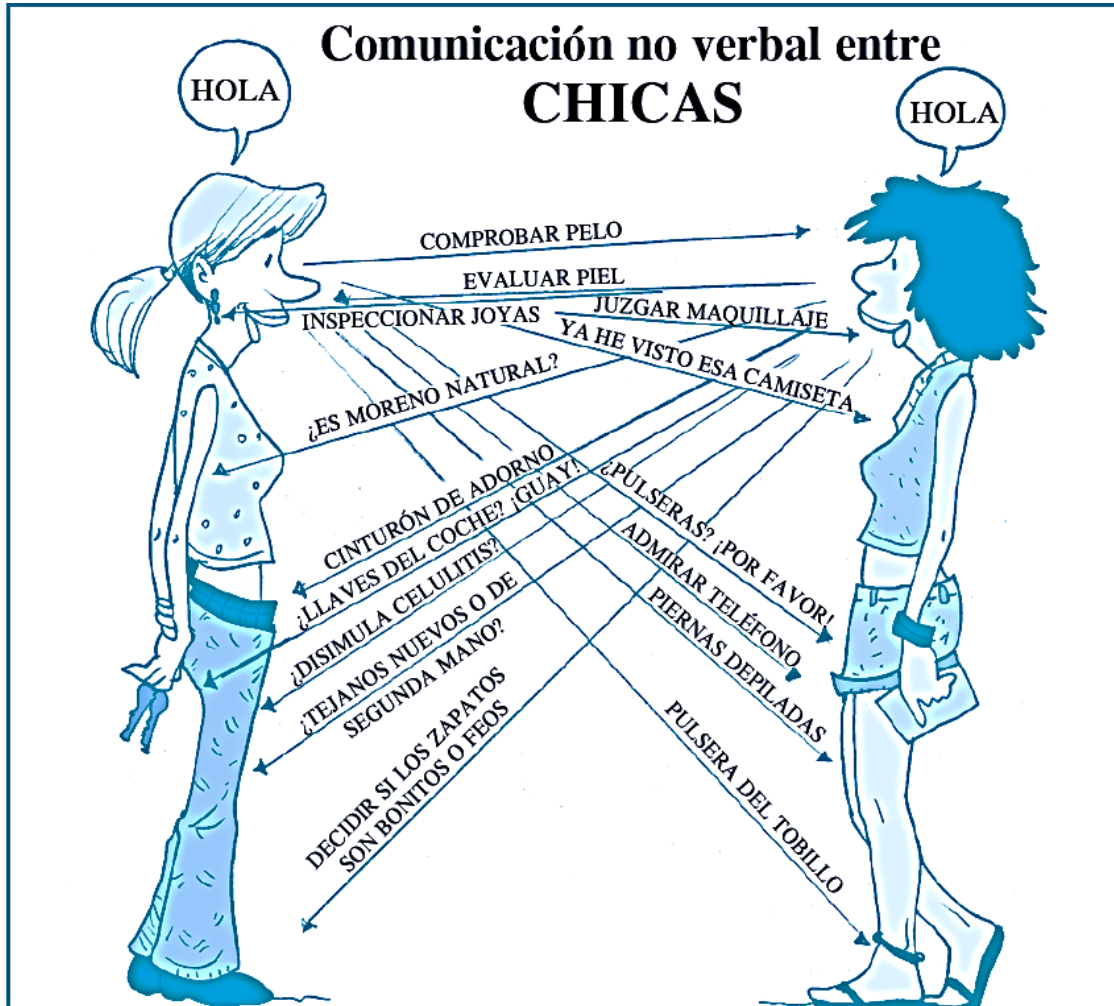 Comunicación no verbal entre
CHICAS
HOLA
HOLA
COMPROBAR PELO
EVALUAR PIEL
INSPECCIONAR JOYAS
JUZGAR MAQUILLAJE
YA HE VISTO ESA CAMISETA
¿ES MORENO NATURAL?
CINTURÓN DE ADORNO
¿LLAVES DEL COCHE? ¡GUAY!
¿DISIMULA CELULITIS?
¿TEJANOS NUEVOS O DE
SEGUNDA MANO?
DECIDIR SI LOS ZAPATOS
SON BONITOS O FEOS
¿PULSERAS? ¡POR FAVOR!
ADMIRAR TELÉFONO
PIERNAS DEPILADAS
PULSERA DEL TOBILLO